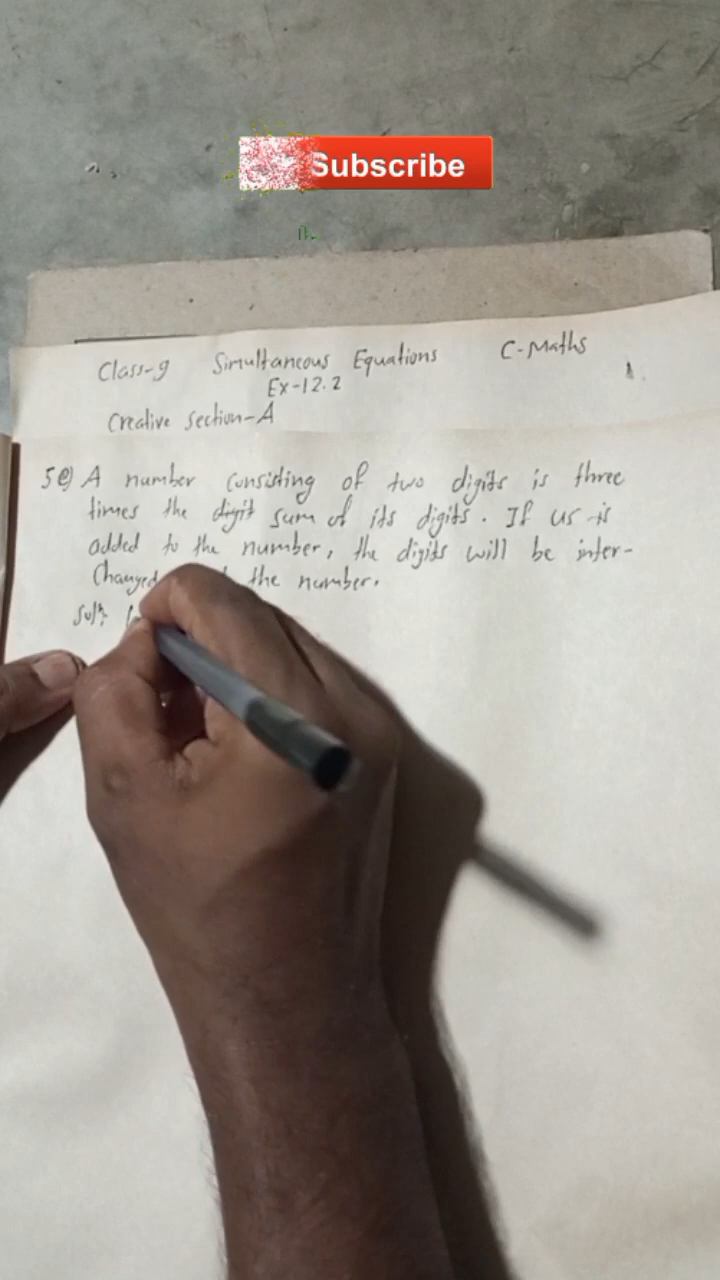 Subscribe
Class-9 Simultaneous Equations C-Maths
Ex-12.2
Creative section-A
5 e) A number consisting of two digits is three
times the digit sum of its digits. If 45 is
added to the number, the digits will be inter-
Changed the number.
Solⁿ: